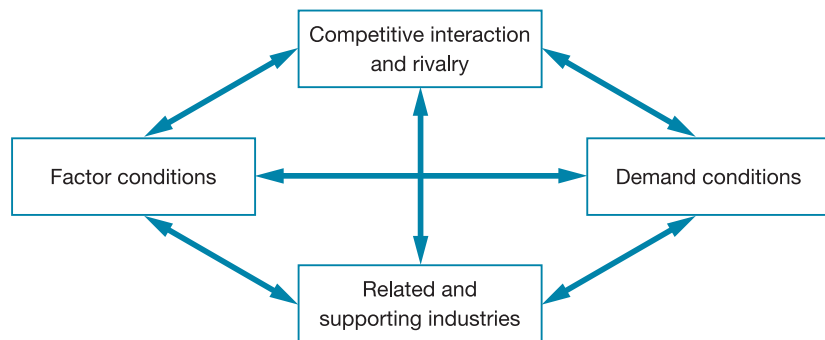 Competitive interaction
and rivalry
Factor conditions
Demand conditions
Related and
supporting industries